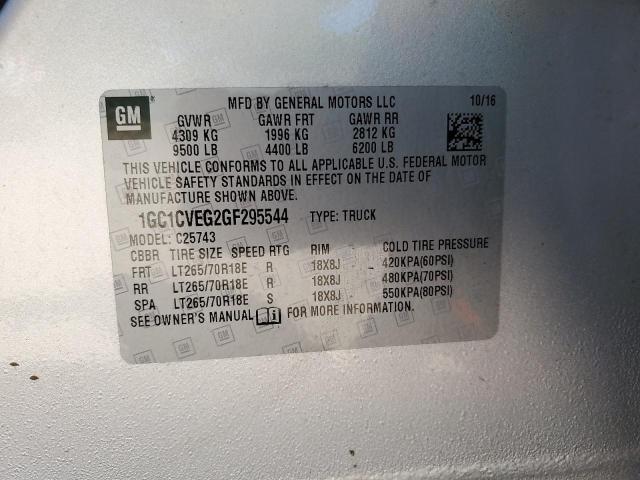 GM
MFD BY GENERAL MOTORS LLC 10/16
GVWR GAWR FRT GAWR RR
4309 KG 1996 KG 2812 KG
9500 LB 4400 LB 6200 LB
THIS VEHICLE CONFORMS TO ALL APPLICABLE U.S. FEDERAL MOTOR
VEHICLE SAFETY STANDARDS IN EFFECT ON THE DATE OF
MANUFACTURE SHOWN ABOVE.
1GC1CVEG2GF295544 TYPE: TRUCK
MODEL: C25743
CBBR TIRE SIZE SPEED RTG RIM COLD TIRE PRESSURE
FRT LT265/70R18E R 18X8J 420KPA(60PSI)
RR LT265/70R18E R 18X8J 480KPA(70PSI)
SPA LT265/70R18E S 18X8J 550KPA(80PSI)
SEE OWNER'S MANUAL i FOR MORE INFORMATION.